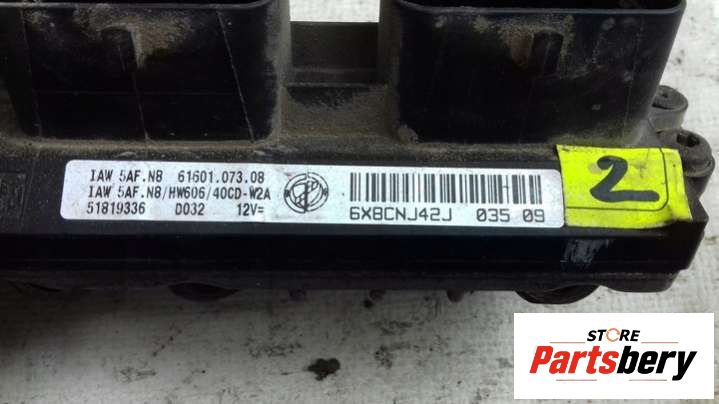 IAW 5AF.N8 61601.073.08
IAW 5AF.N8/HW606/40CD-W2A
51819336 D032 12V=
6X8CNJ42J 035 09
2
STORE
Partsbery